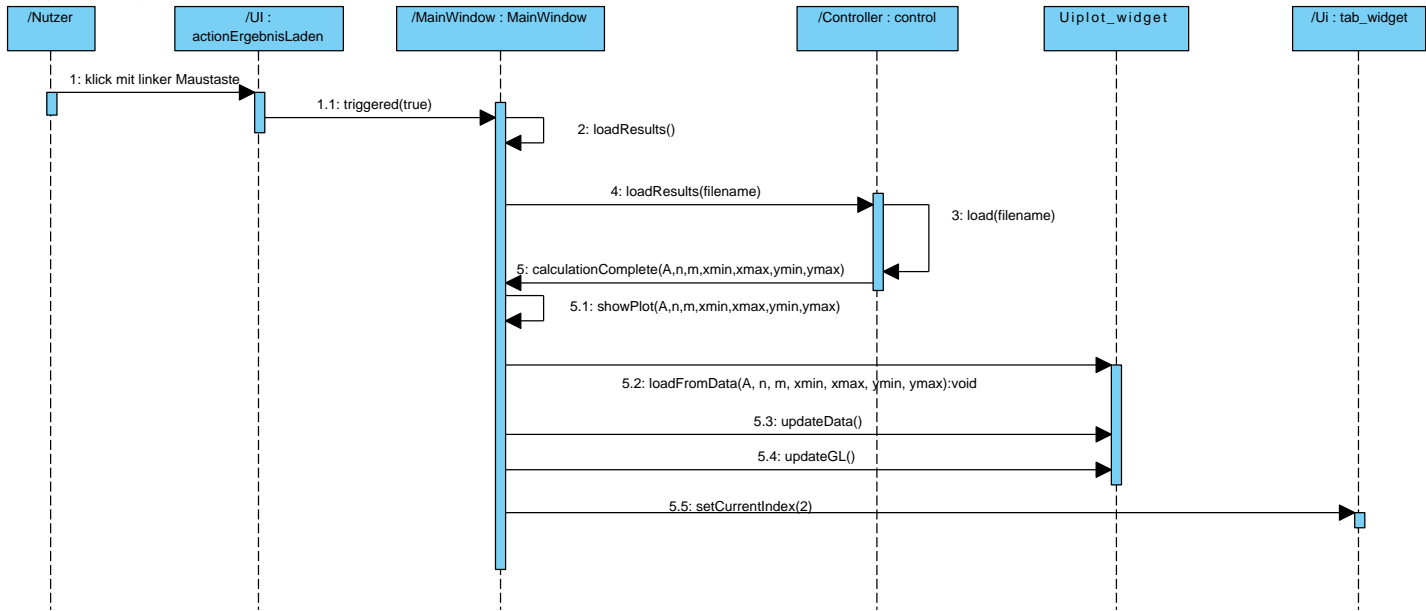 /Nutzer
/UI :
actionErgebnisLaden
/MainWindow : MainWindow
/Controller : control
Uiplot_widget
/Ui : tab_widget
1: klick mit linker Maustaste
1.1: triggered(true)
2: loadResults()
4: loadResults(filename)
3: load(filename)
5: calculationComplete(A,n,m,xmin,xmax,ymin,ymax)
5.1: showPlot(A,n,m,xmin,xmax,ymin,ymax)
5.2: loadFromData(A, n, m, xmin, xmax, ymin, ymax):void
5.3: updateData()
5.4: updateGL()
5.5: setCurrentIndex(2)